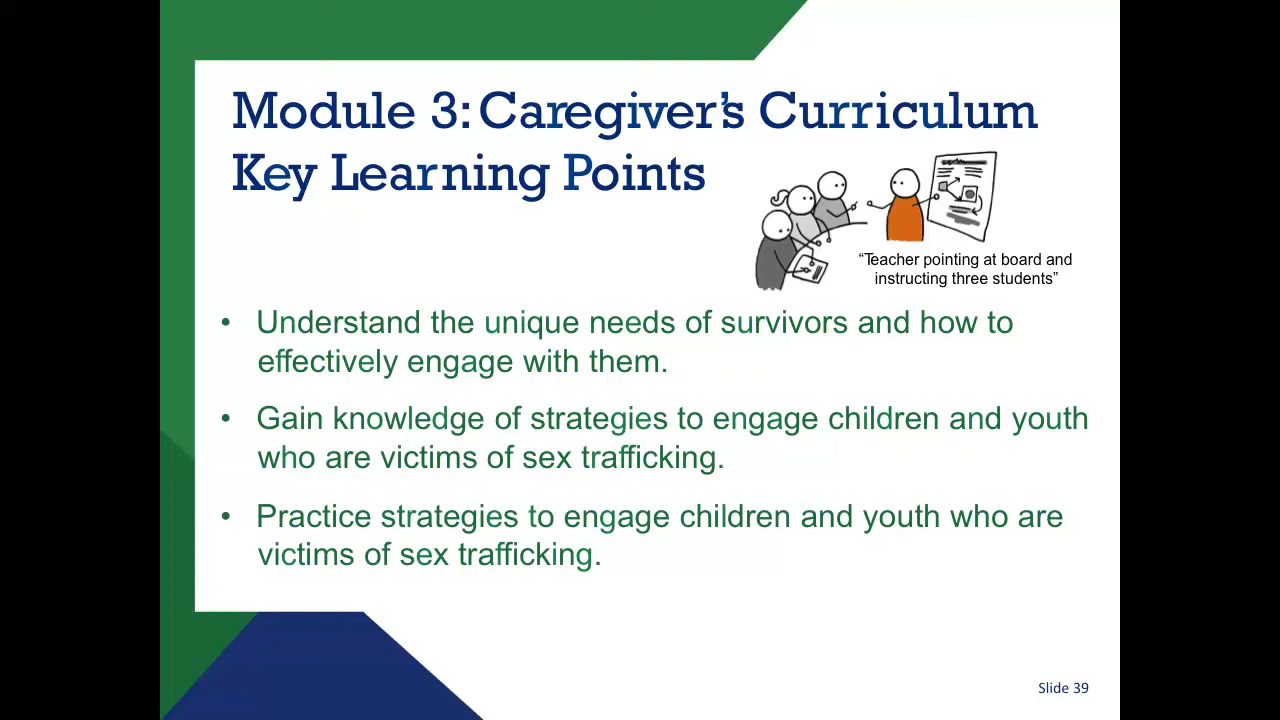 Module 3: Caregiver's Curriculum
Key Learning Points
“Teacher pointing at board and
instructing three students”
• Understand the unique needs of survivors and how to
effectively engage with them.
• Gain knowledge of strategies to engage children and youth
who are victims of sex trafficking.
• Practice strategies to engage children and youth who are
victims of sex trafficking.
Slide 39